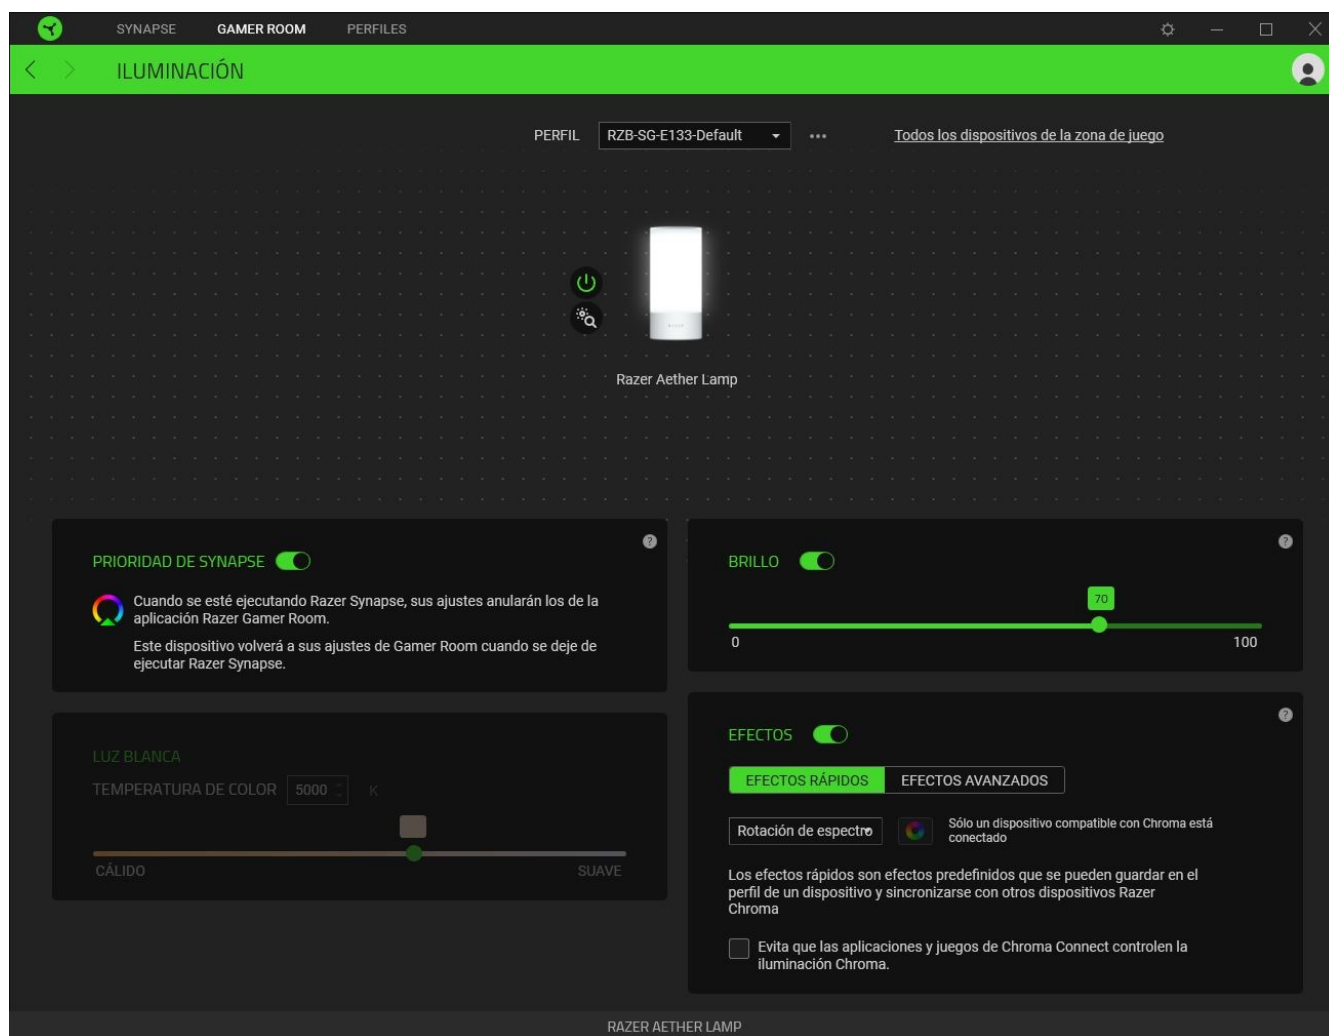 SYNAPSE GAMER ROOM PERFILES
ILUMINACIÓN
PERFIL RZB-SG-E133-Default Todos los dispositivos de la zona de juego
Razer Aether Lamp
PRIORIDAD DE SYNAPSE
Cuando se esté ejecutando Razer Synapse, sus ajustes anularán los de la
aplicación Razer Gamer Room.
Este dispositivo volverá a sus ajustes de Gamer Room cuando se deje de
ejecutar Razer Synapse.
BRILLO
70
0 100
LUZ BLANCA
TEMPERATURA DE COLOR 5000 K
CÁLIDO SUAVE
EFECTOS
EFECTOS RÁPIDOS EFECTOS AVANZADOS
Rotación de espectro
Sólo un dispositivo compatible con Chroma está
conectado
Los efectos rápidos son efectos predefinidos que se pueden guardar en el
perfil de un dispositivo y sincronizarse con otros dispositivos Razer
Chroma
Evita que las aplicaciones y juegos de Chroma Connect controlen la
iluminación Chroma.
RAZER AETHER LAMP